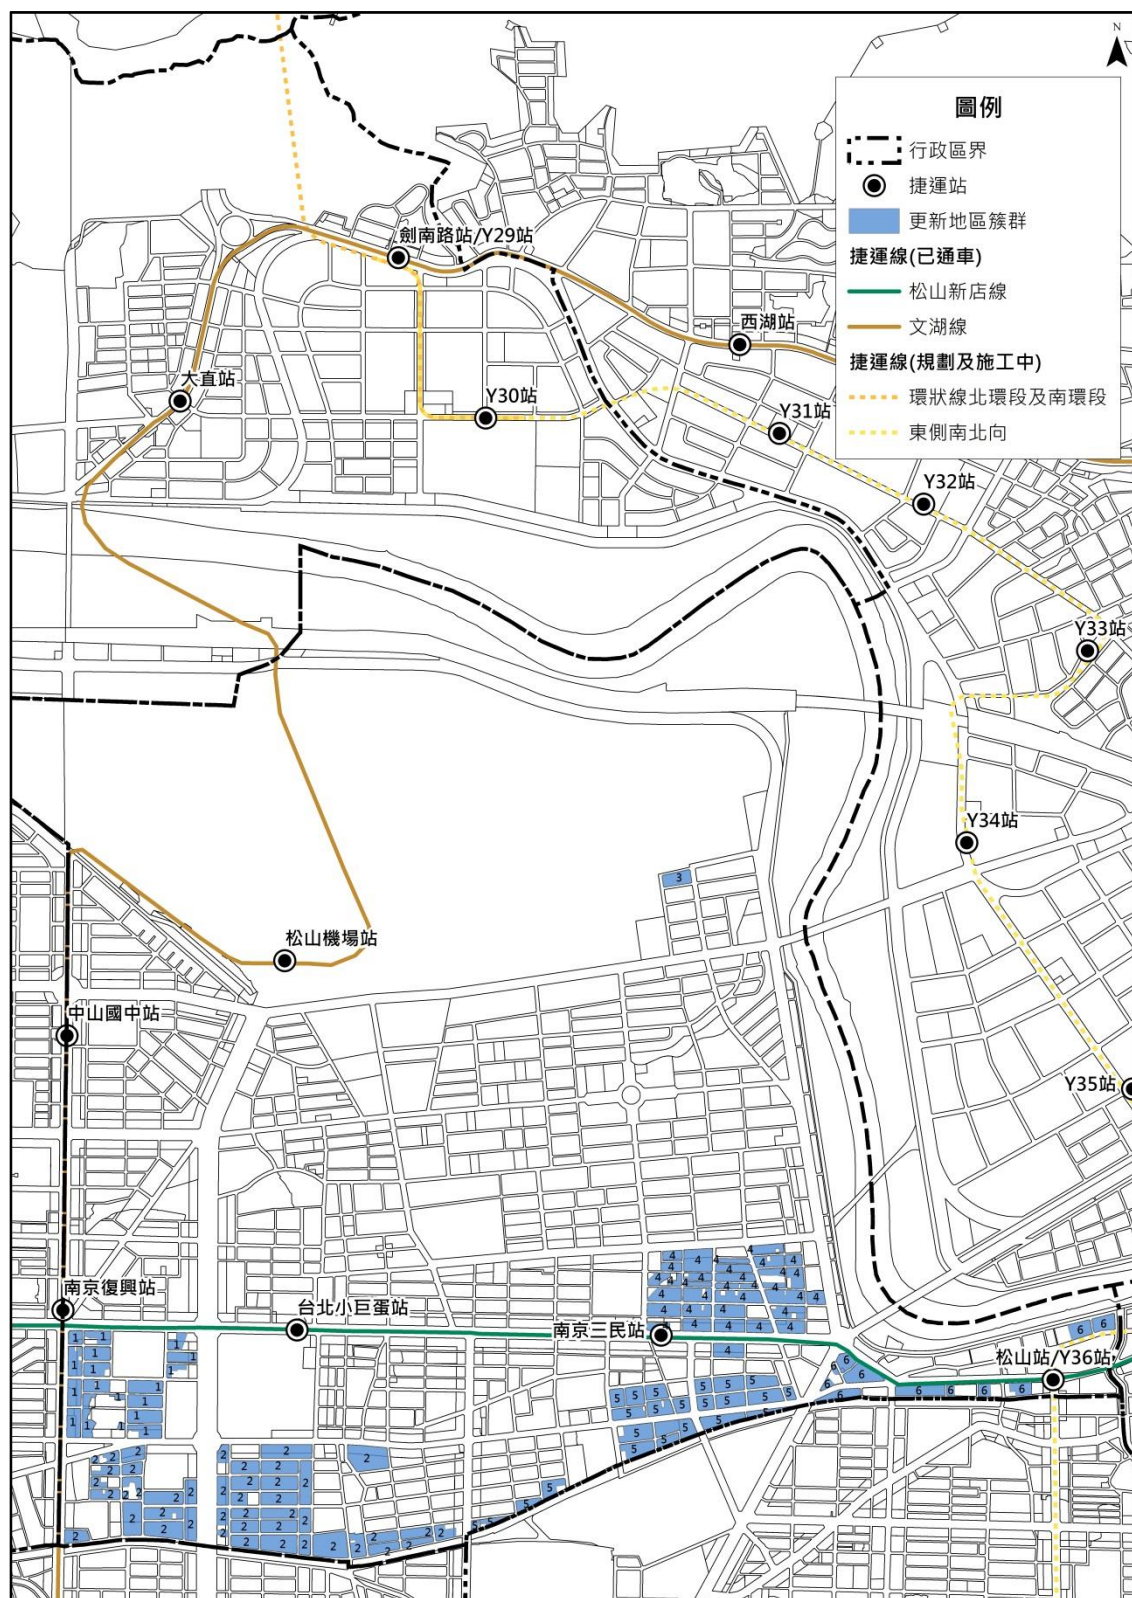 N
圖例
行政區界
捷運站
更新地區簇群
捷運線(已通車)
松山新店線
文湖線
捷運線(規劃及施工中)
環狀線北環段及南環段
東側南北向
劍南路站/Y29站
西湖站
大直站
Y30站
Y31站
Y32站
Y33站
Y34站
3
松山機場站
中山國中站
Y35站
南京復興站
台北小巨蛋站
南京三民站
松山站/Y36站
1
2
4
5
6